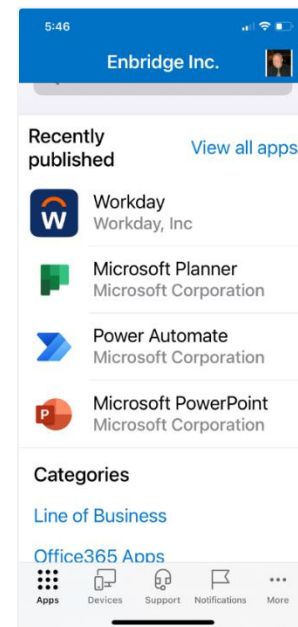 5:46
Enbridge Inc.
Recently
published
View all apps
W
Workday
Workday, Inc
Microsoft Planner
Microsoft Corporation
Power Automate
Microsoft Corporation
P
Microsoft PowerPoint
Microsoft Corporation
Categories
Line of Business
Office365 Apps
Apps
Devices
Support
Notifications
More